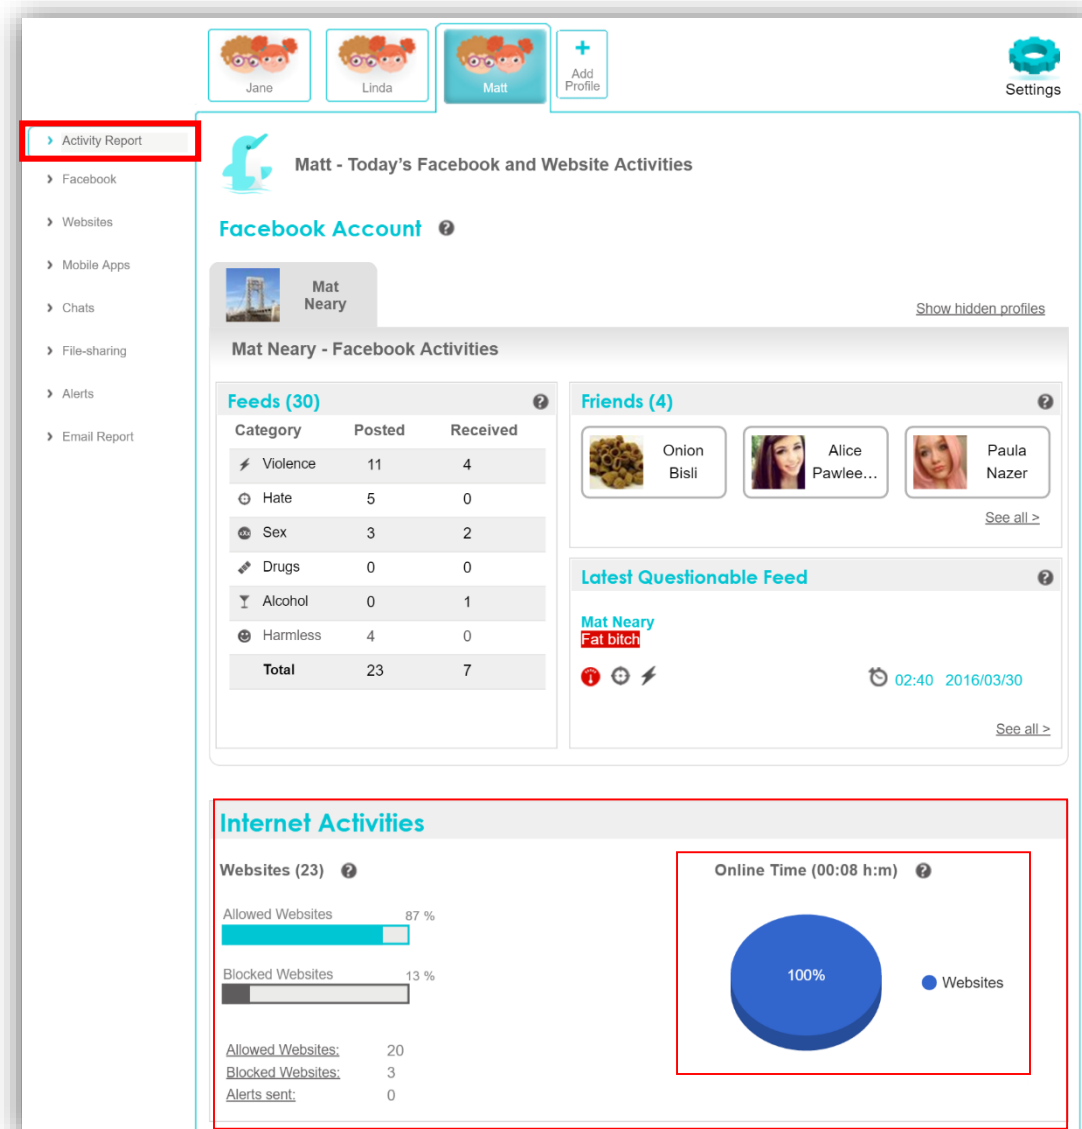 Jane
Linda
Matt
+
Add
Profile
Settings
Activity Report
Facebook
Websites
Mobile Apps
Chats
File-sharing
Alerts
Email Report
Matt - Today's Facebook and Website Activities
Facebook Account ?
Mat
Neary
Show hidden profiles
Mat Neary - Facebook Activities
Feeds (30) ?
Category Posted Received
Violence 11 4
Hate 5 0
Sex 3 2
Drugs 0 0
Alcohol 0 1
Harmless 4 0
Total 23 7
Friends (4) ?
Onion
Bisli
Alice
Pawlee...
Paula
Nazer
See all >
Latest Questionable Feed ?
Mat Neary
Fat bitch
02:40 2016/03/30
See all >
Internet Activities
Websites (23) ?
Allowed Websites 87 %
Blocked Websites 13 %
Allowed Websites: 20
Blocked Websites: 3
Alerts sent: 0
Online Time (00:08 h:m) ?
100%
Websites